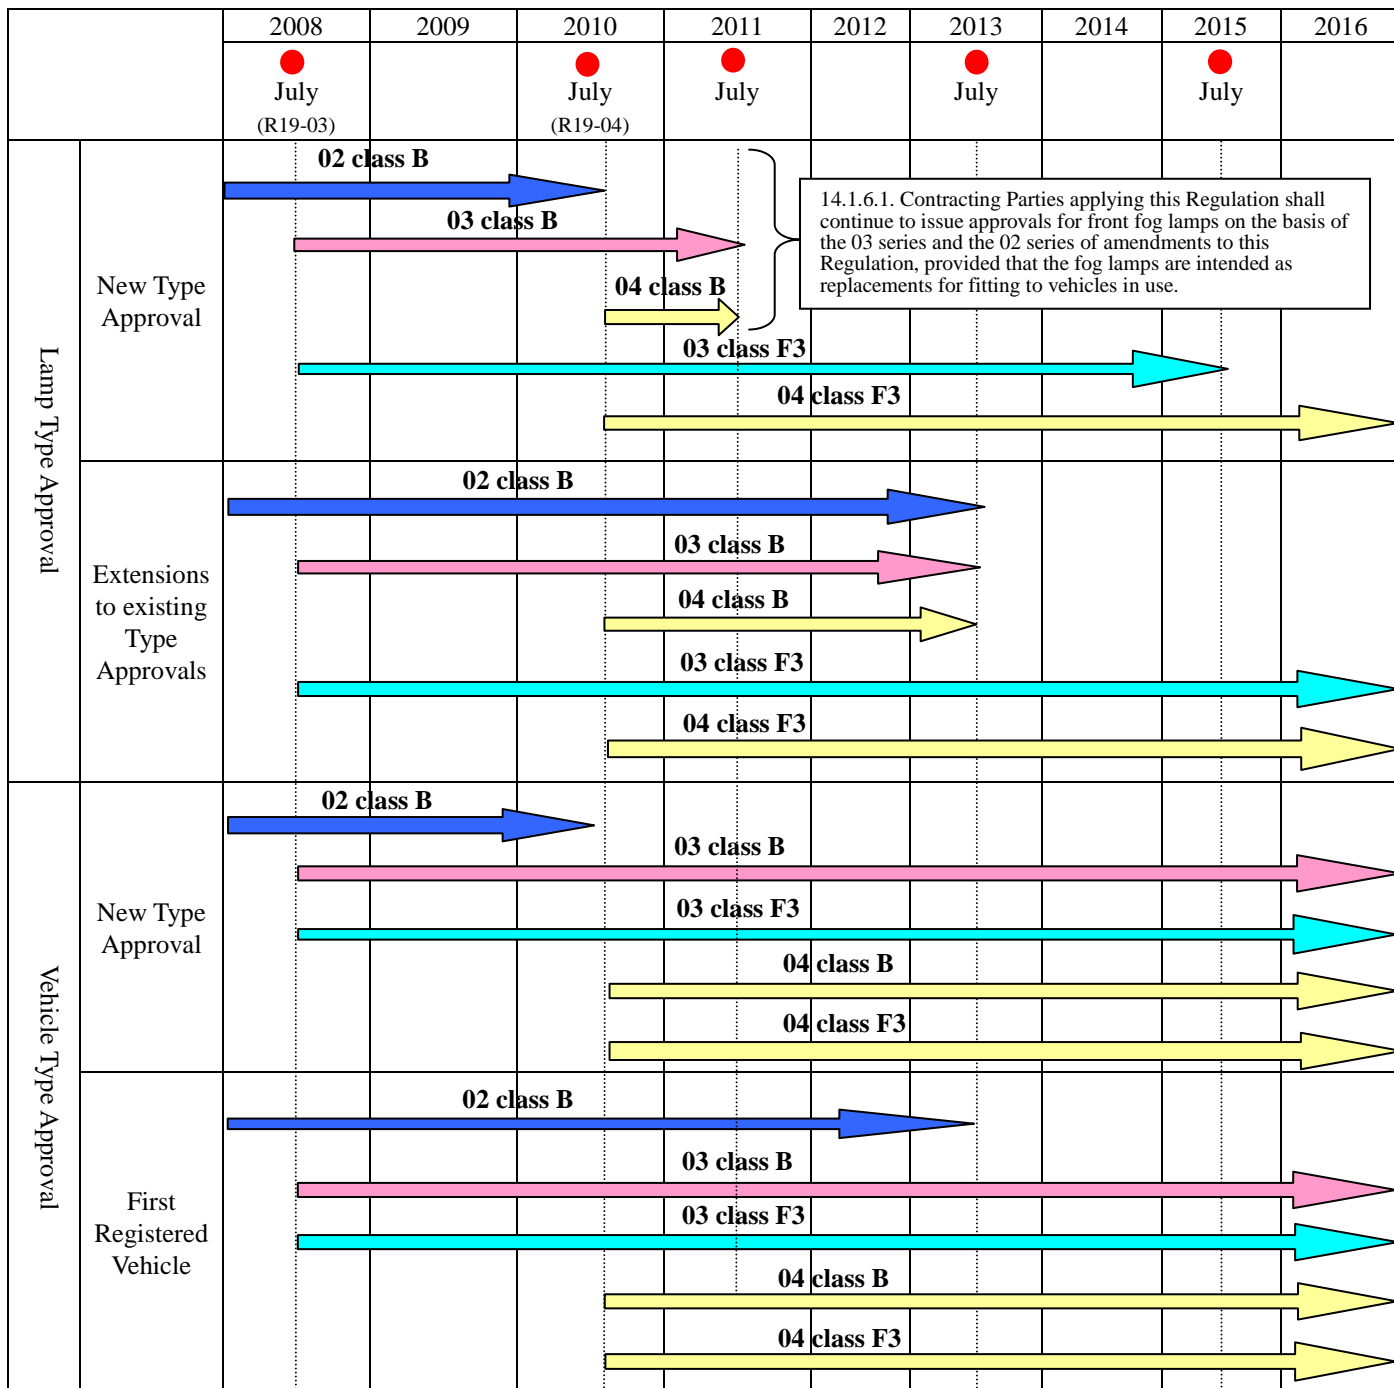 2008 2009 2010 2011 2012 2013 2014 2015 2016
July July July July July
(R19-03) (R19-04)
Lamp Type Approval
New Type
Approval
02 class B
03 class B
04 class B
03 class F3
04 class F3
14.1.6.1. Contracting Parties applying this Regulation shall
continue to issue approvals for front fog lamps on the basis of
the 03 series and the 02 series of amendments to this
Regulation, provided that the fog lamps are intended as
replacements for fitting to vehicles in use.
Extensions
to existing
Type
Approvals
02 class B
03 class B
04 class B
03 class F3
04 class F3
Vehicle Type Approval
New Type
Approval
02 class B
03 class B
03 class F3
04 class B
04 class F3
First
Registered
Vehicle
02 class B
03 class B
03 class F3
04 class B
04 class F3